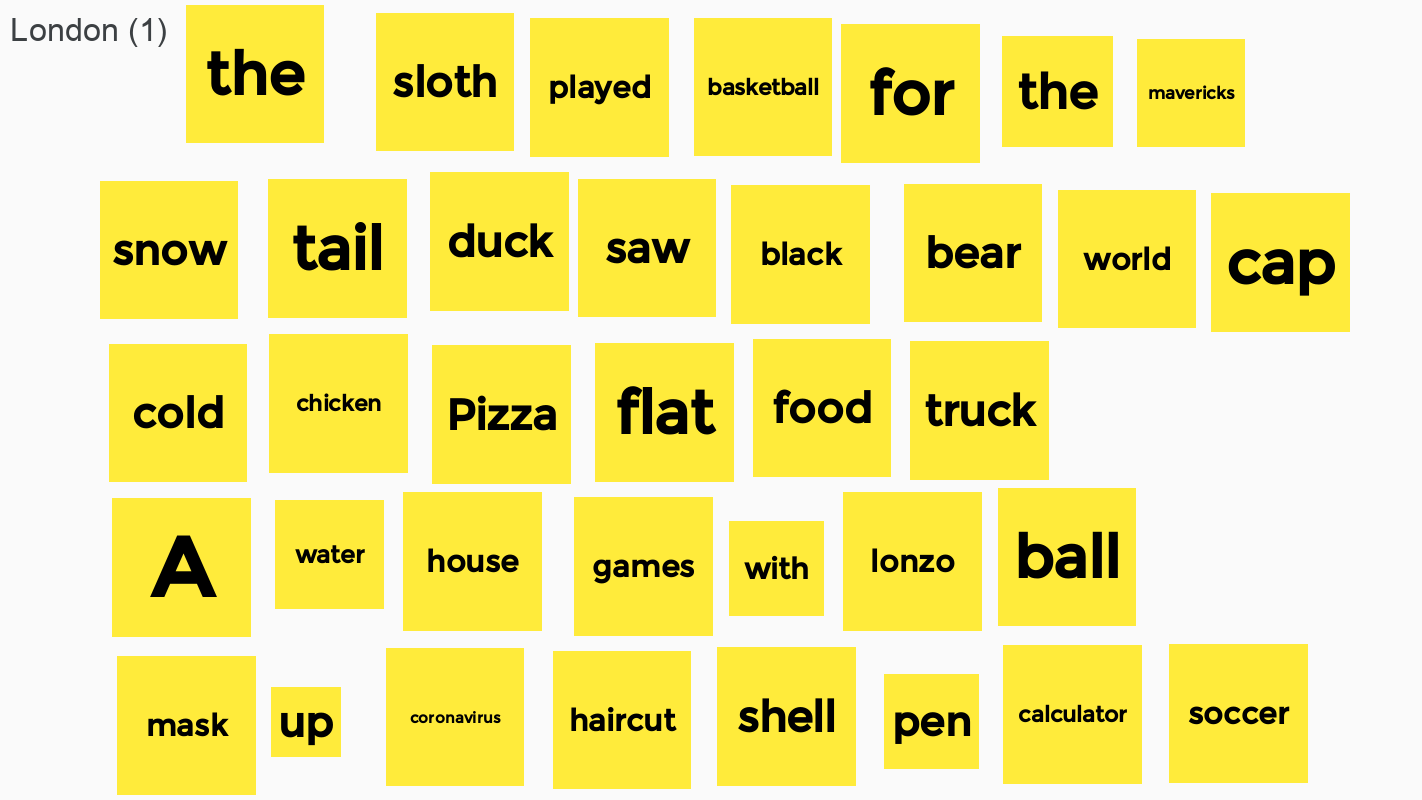 London (1)
the sloth played basketball for the mavericks
snow tail duck saw black bear world cap
cold chicken Pizza flat food truck
A water house games with lonzo ball
mask up coronavirus haircut shell pen calculator soccer